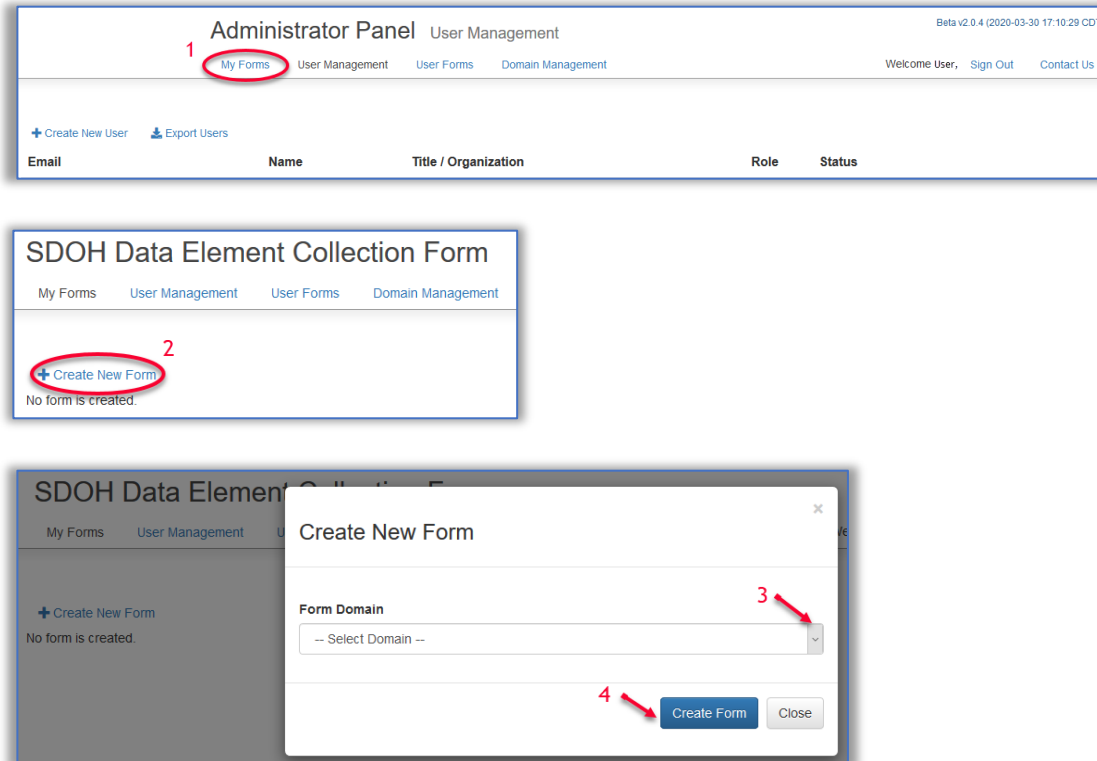 Administrator Panel User Management
Beta v2.0.4 (2020-03-30 17:10:29 CDT
1
My Forms User Management User Forms Domain Management Welcome User, Sign Out Contact Us
Create New User Export Users
Email Name Title / Organization Role Status
SDOH Data Element Collection Form
My Forms User Management User Forms Domain Management
2
Create New Form
No form is created.
SDOH Data Element Collection F
My Forms User Management U
×
Create New Form
Create New Form
No form is created.
Form Domain
3
-- Select Domain --
4
Create Form Close